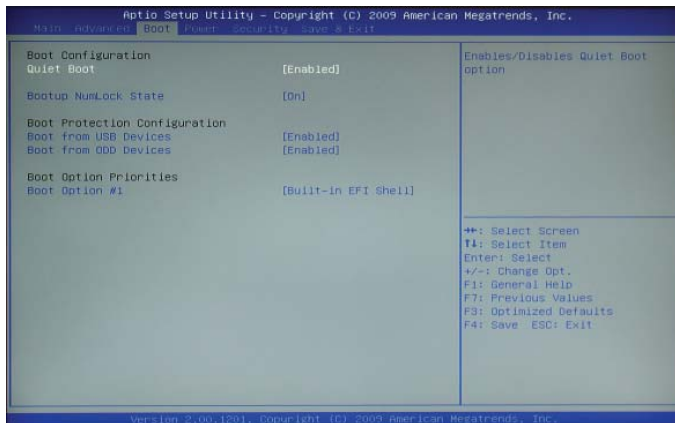 Aptio Setup Utility – Copyright (C) 2009 American Megatrends, Inc.
Main Advanced Boot Power Security Save & Exit
Boot Configuration
Quiet Boot [Enabled]
Bootup NumLock State [On]
Boot Protection Configuration
Boot from USB Devices [Enabled]
Boot from ODD Devices [Enabled]
Boot Option Priorities
Boot Option #1 [Built-in EFI Shell]
Enables/Disables Quiet Boot
option
→←: Select Screen
↑↓: Select Item
Enter: Select
+/-: Change Opt.
F1: General Help
F7: Previous Values
F3: Optimized Defaults
F4: Save ESC: Exit
Version 2.00.1201. Copyright (C) 2009 American Megatrends, Inc.